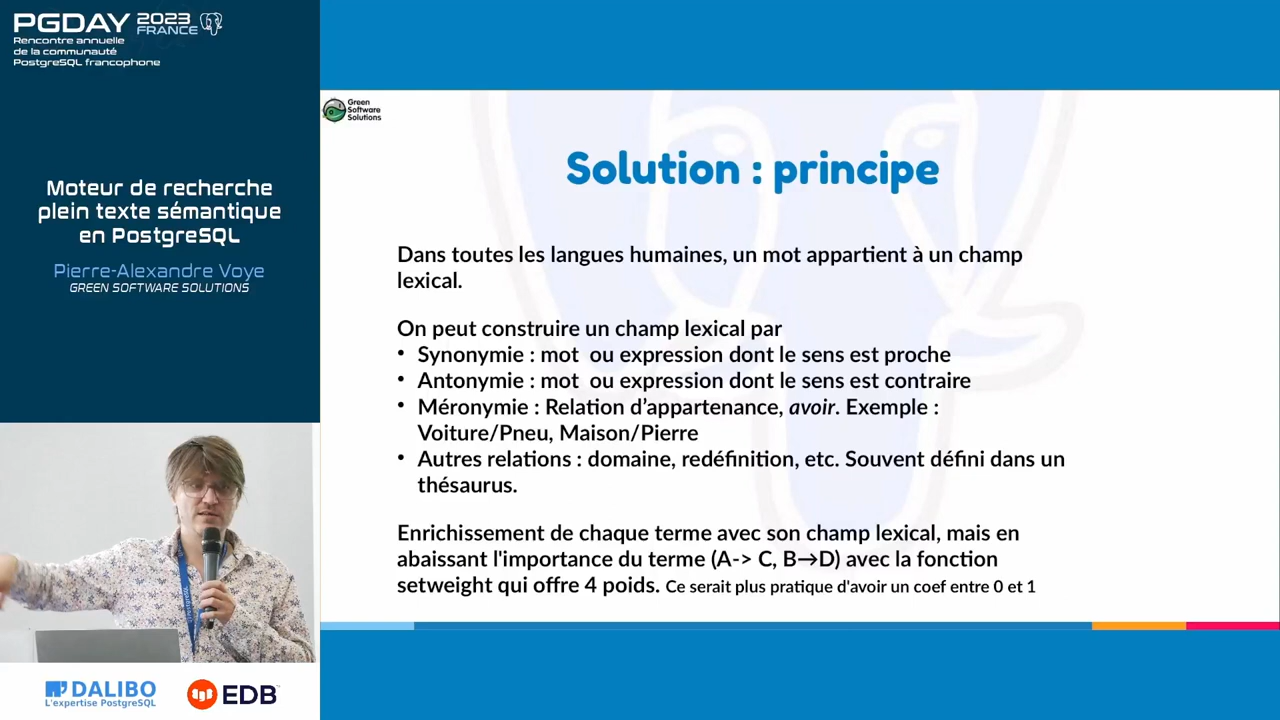 PGDAY 2023 FRANCE
Rencontre annuelle
de la communauté
PostgreSQL francophone
Moteur de recherche
plein texte sémantique
en PostgreSQL
Pierre-Alexandre Voye
GREEN SOFTWARE SOLUTIONS
Green
Software
Solutions
Solution : principe
Dans toutes les langues humaines, un mot appartient à un champ
lexical.
On peut construire un champ lexical par
• Synonymie : mot ou expression dont le sens est proche
• Antonymie : mot ou expression dont le sens est contraire
• Méronymie : Relation d’appartenance, avoir. Exemple :
Voiture/Pneu, Maison/Pierre
• Autres relations : domaine, redéfinition, etc. Souvent défini dans un
thésaurus.
Enrichissement de chaque terme avec son champ lexical, mais en
abaissant l'importance du terme (A-> C, B→D) avec la fonction
setweight qui offre 4 poids. Ce serait plus pratique d'avoir un coef entre 0 et 1
DALIBO
L'expertise PostgreSQL
EDB